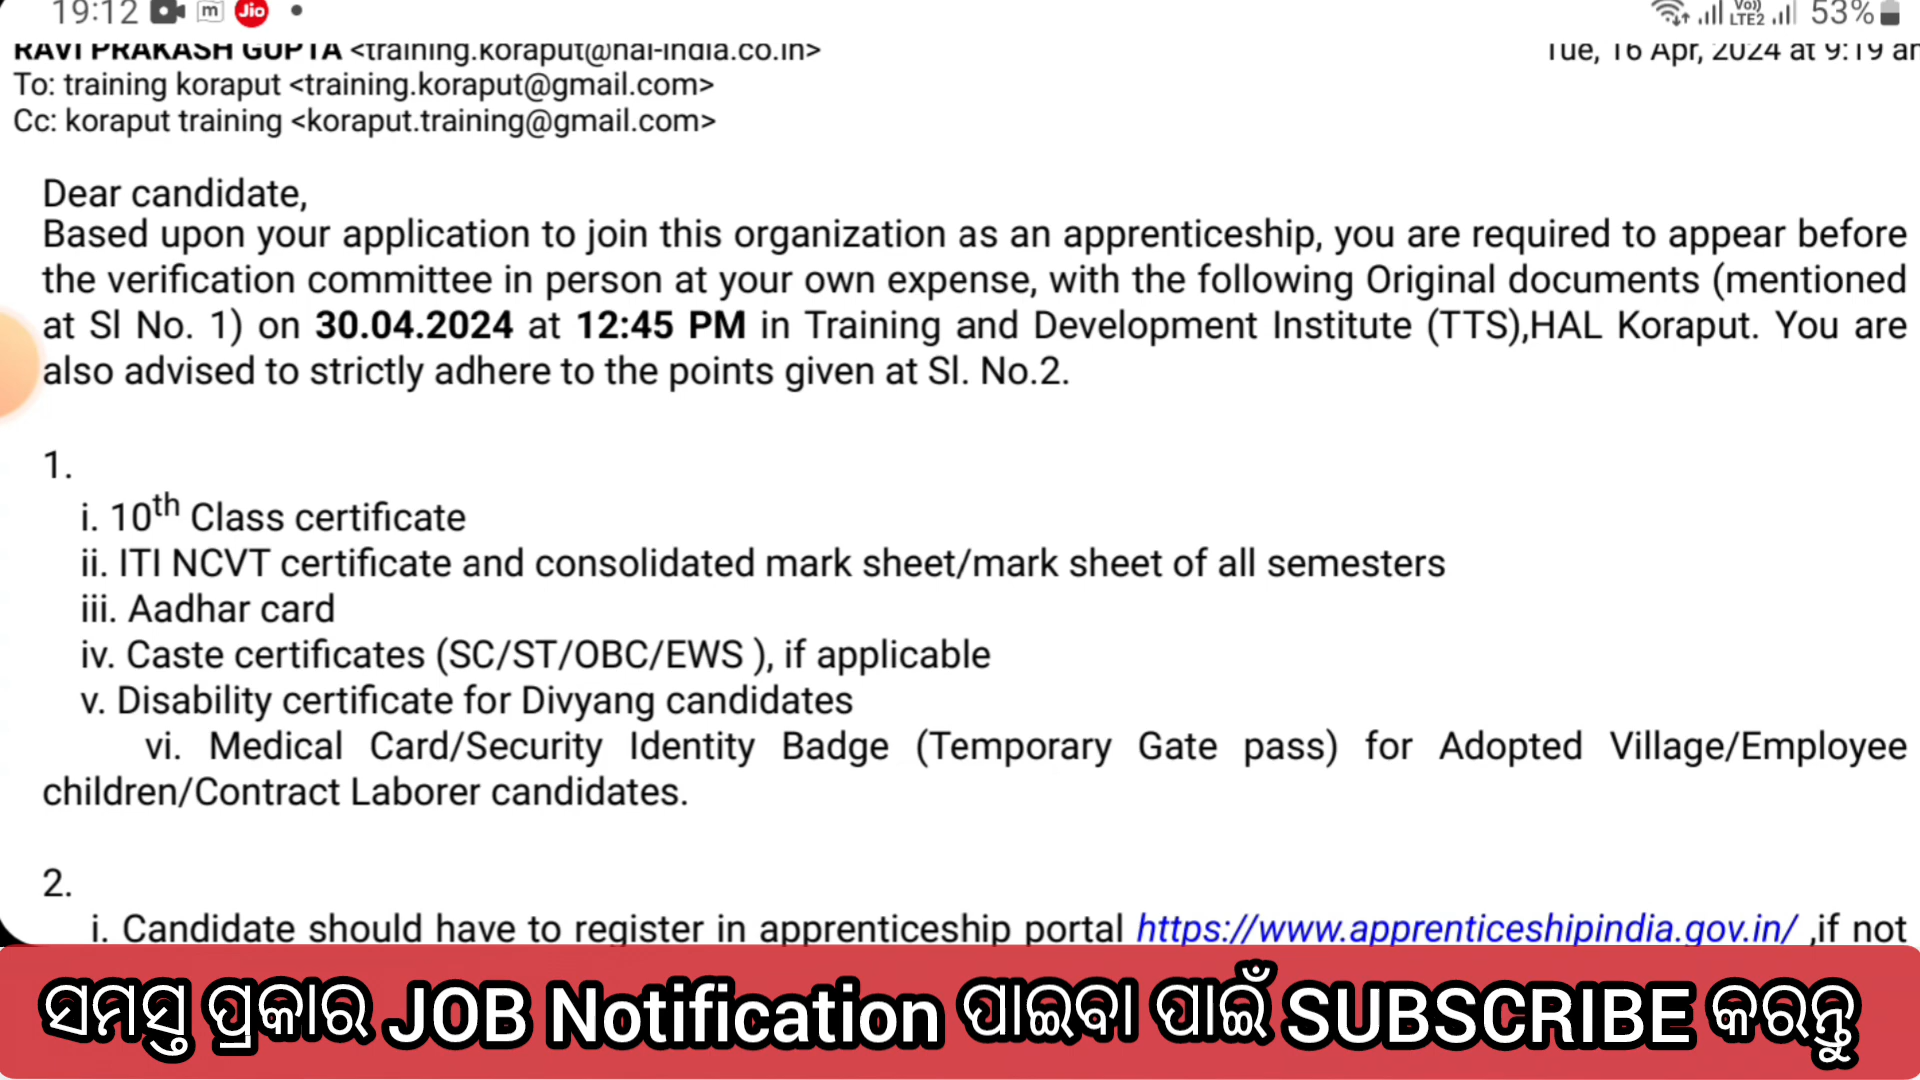 19:12 m Jio VoLTE2 53%
RAVI PRAKASH GUPTA <training.koraput@hal-india.co.in> Tue, 16 Apr, 2024 at 9:19 am
To: training koraput <training.koraput@gmail.com>
Cc: koraput training <koraput.training@gmail.com>
Dear candidate,
Based upon your application to join this organization as an apprenticeship, you are required to appear before
the verification committee in person at your own expense, with the following Original documents (mentioned
at Sl No. 1) on 30.04.2024 at 12:45 PM in Training and Development Institute (TTS),HAL Koraput. You are
also advised to strictly adhere to the points given at Sl. No.2.
1.
i. 10th Class certificate
ii. ITI NCVT certificate and consolidated mark sheet/mark sheet of all semesters
iii. Aadhar card
iv. Caste certificates (SC/ST/OBC/EWS ), if applicable
v. Disability certificate for Divyang candidates
vi. Medical Card/Security Identity Badge (Temporary Gate pass) for Adopted Village/Employee
children/Contract Laborer candidates.
2.
i. Candidate should have to register in apprenticeship portal https://www.apprenticeshipindia.gov.in/ ,if not
ସମସ୍ତ ପ୍ରକାର JOB Notification ପାଇବା ପାଇଁ SUBSCRIBE କରନ୍ତୁ